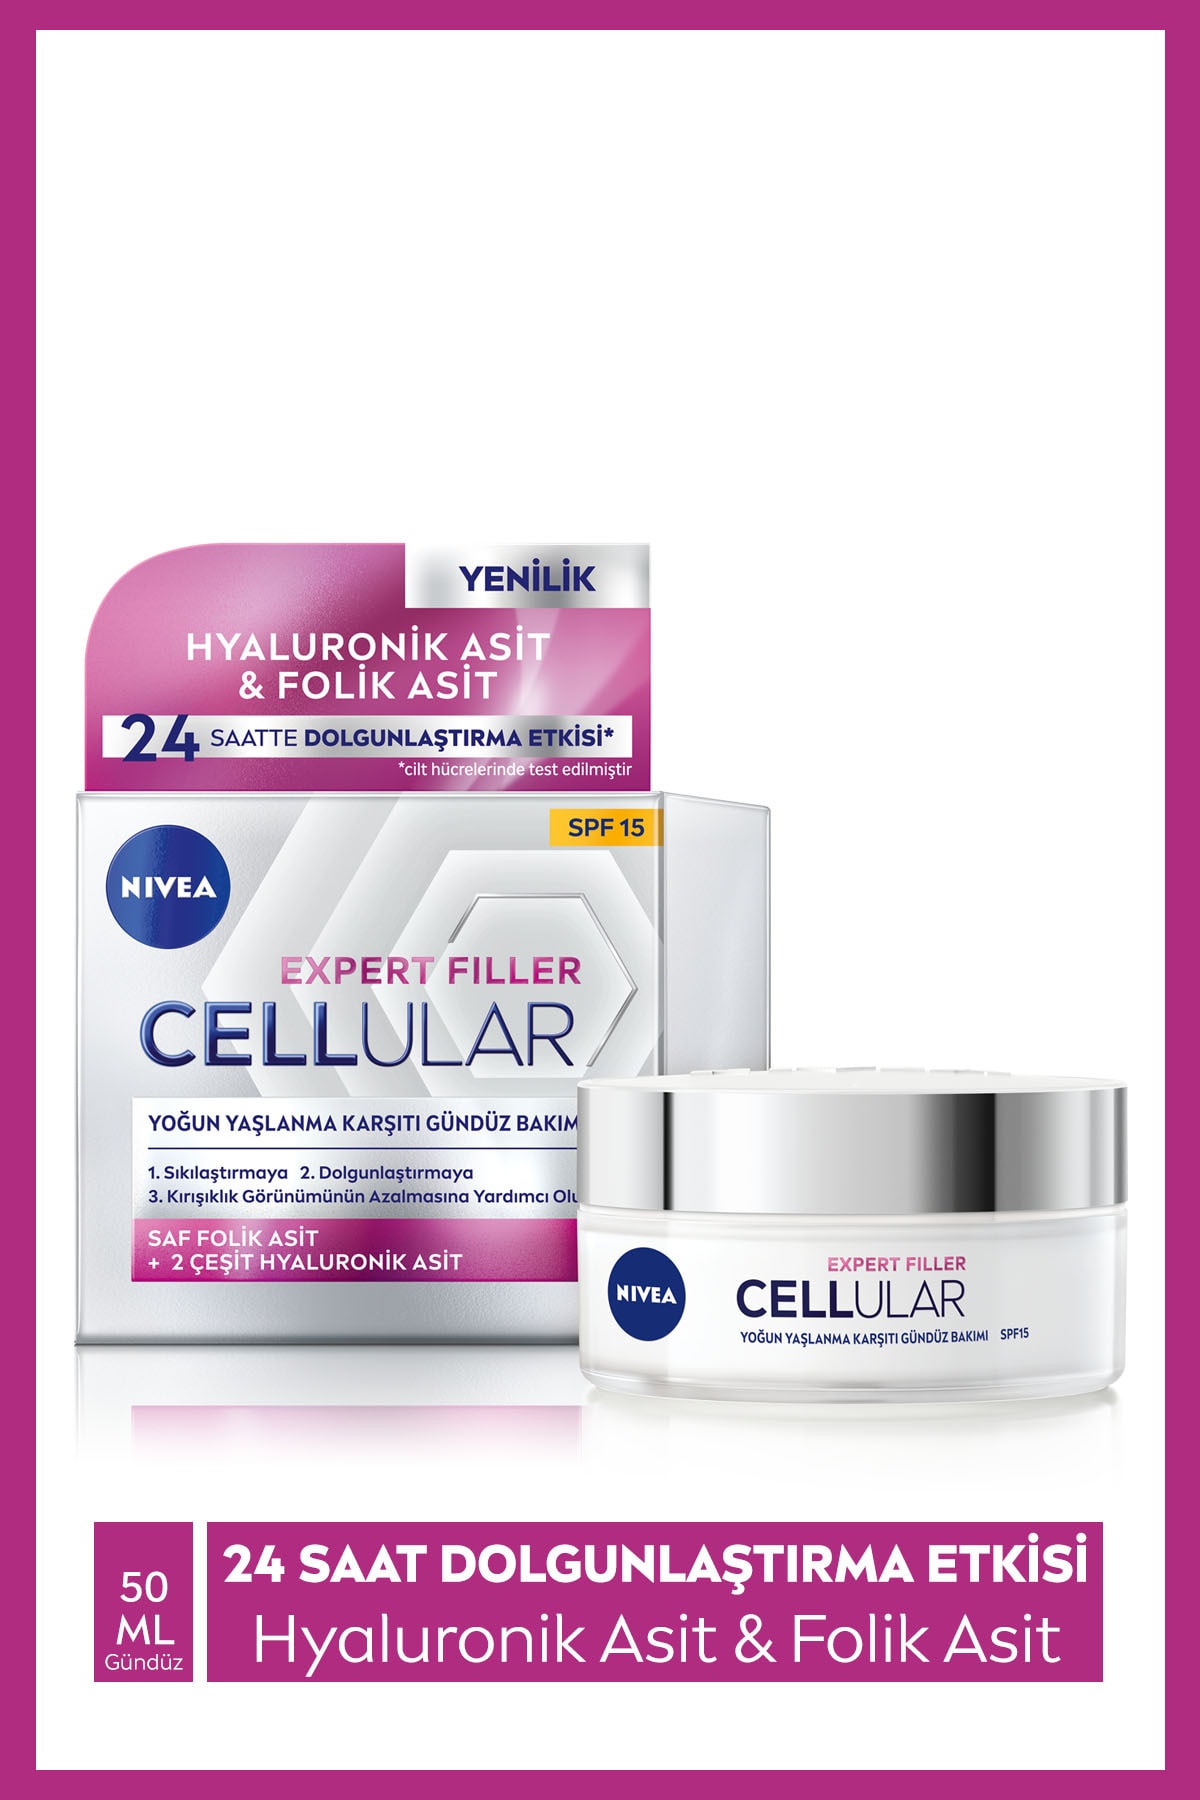 YENİLİK
HYALURONİK ASİT
& FOLİK ASİT
24 SAATTE DOLGUNLAŞTIRMA ETKİSİ*
*cilt hücrelerinde test edilmiştir
SPF 15
NIVEA
EXPERT FILLER
CELLULAR
YOĞUN YAŞLANMA KARŞITI GÜNDÜZ
1. Sıkılaştırmaya 2. Dolgunlaştırmaya
3. Kırışıklık Görünümünün Azalmasına Yardımcı
SAF FOLİK ASİT
+ 2 ÇEŞİT HYALURONİK ASİT
NIVEA
EXPERT FILLER
CELLULAR
YOĞUN YAŞLANMA KARŞITI GÜNDÜZ BAKIMI SPF15
50
ML
Gündüz
24 SAAT DOLGUNLAŞTIRMA ETKİSİ
Hyaluronik Asit & Folik Asit